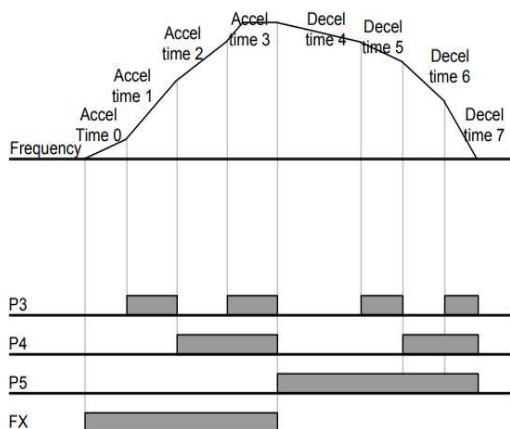 Accel
time 3
Decel
time 4
Decel
time 5
Accel
time 2
Decel
time 6
Accel
time 1
Accel
Time 0
Decel
time 7
Frequency
P3
P4
P5
FX